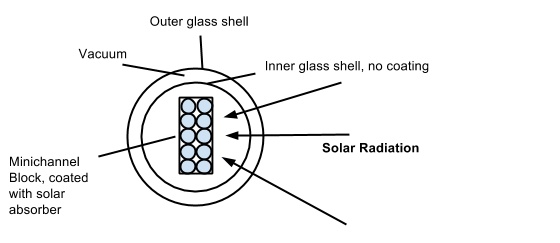 Outer glass shell
Vacuum
Inner glass shell, no coating
Solar Radiation
Minichannel
Block, coated
with solar
absorber